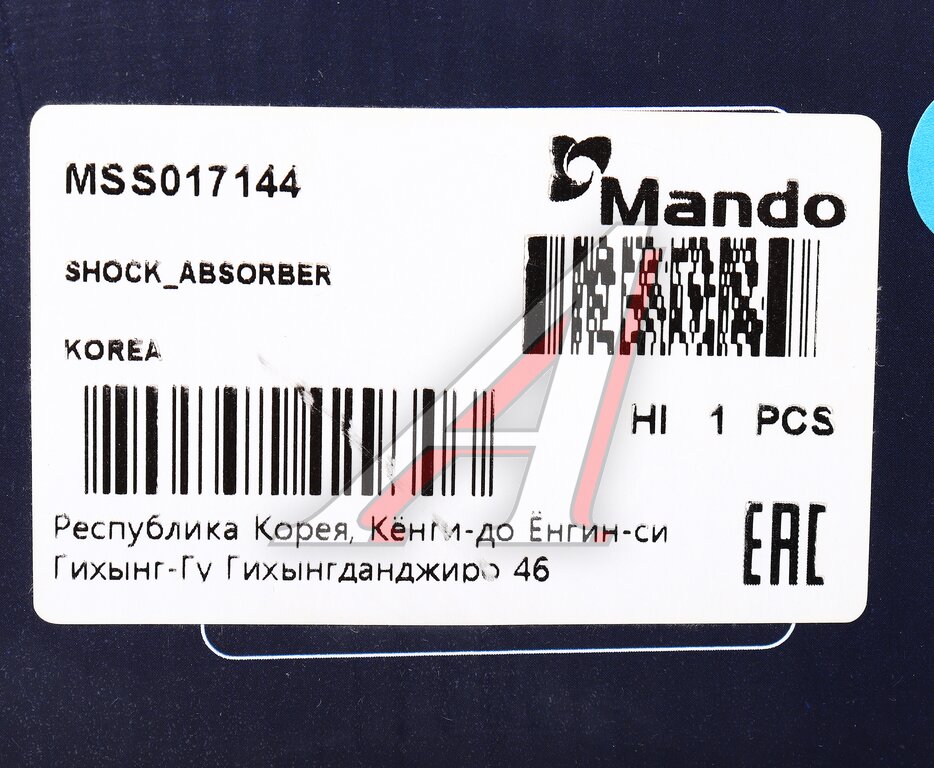 MSS017144
Mando
SHOCK_ABSORBER
KOREA
HI 1 PCS
Республика Корея, Кёнги-до Ёнгин-си
Гихынг-Гу Гихынгданджиро 46
EAC